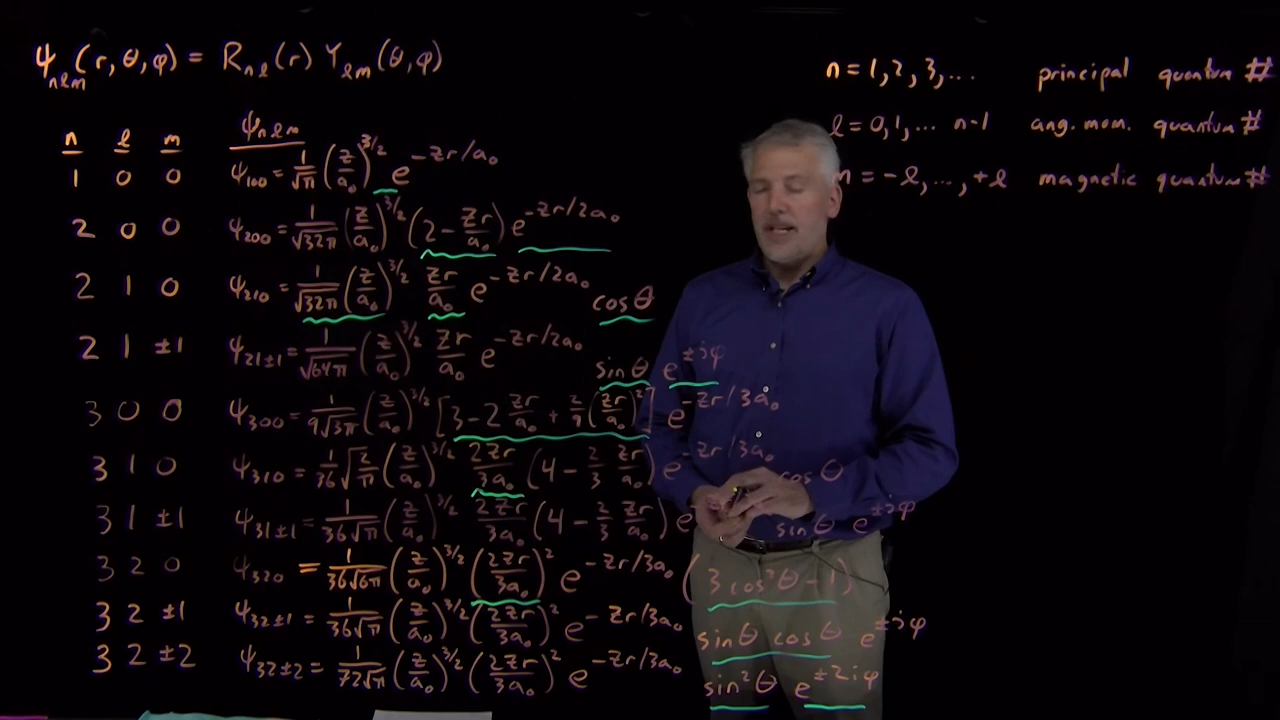 ψₙₗₘ(r,θ,φ) = Rₙₗ(r) Yₗₘ(θ,φ)
n = 1, 2, 3, ... principal quantum #
ℓ = 0, 1, ... n-1 ang. mom. quantum #
m = -ℓ, ..., +ℓ magnetic quantum #
n ℓ m ψₙₗₘ
1 0 0 ψ₁₀₀ = 1/√π (Z/a₀)^3/2 e^-Zr/a₀
2 0 0 ψ₂₀₀ = 1/√32π (Z/a₀)^3/2 (2 - Zr/a₀) e^-Zr/2a₀
2 1 0 ψ₂₁₀ = 1/√32π (Z/a₀)^3/2 Zr/a₀ e^-Zr/2a₀ cosθ
2 1 ±1 ψ₂₁±₁ = 1/√64π (Z/a₀)^3/2 Zr/a₀ e^-Zr/2a₀ sinθ e^±iφ
3 0 0 ψ₃₀₀ = 1/9√3π (Z/a₀)^3/2 [3 - 2 Zr/a₀ + 2/9 (Zr/a₀)²] e^-Zr/3a₀
3 1 0 ψ₃₁₀ = 1/36 √2/π (Z/a₀)^3/2 2Zr/3a₀ (4 - 2/3 Zr/a₀) e^-Zr/3a₀ cosθ
3 1 ±1 ψ₃₁±₁ = 1/36√π (Z/a₀)^3/2 2Zr/3a₀ (4 - 2/3 Zr/a₀) e sinθ e^±iφ
3 2 0 ψ₃₂₀ = 1/36√6π (Z/a₀)^3/2 (2Zr/3a₀)² e^-Zr/3a₀ (3cos²θ - 1)
3 2 ±1 ψ₃₂±₁ = 1/36√π (Z/a₀)^3/2 (2Zr/3a₀)² e^-Zr/3a₀ sinθ cosθ e^±iφ
3 2 ±2 ψ₃₂±₂ = 1/72√π (Z/a₀)^3/2 (2Zr/3a₀)² e^-Zr/3a₀ sin²θ e^±2iφ